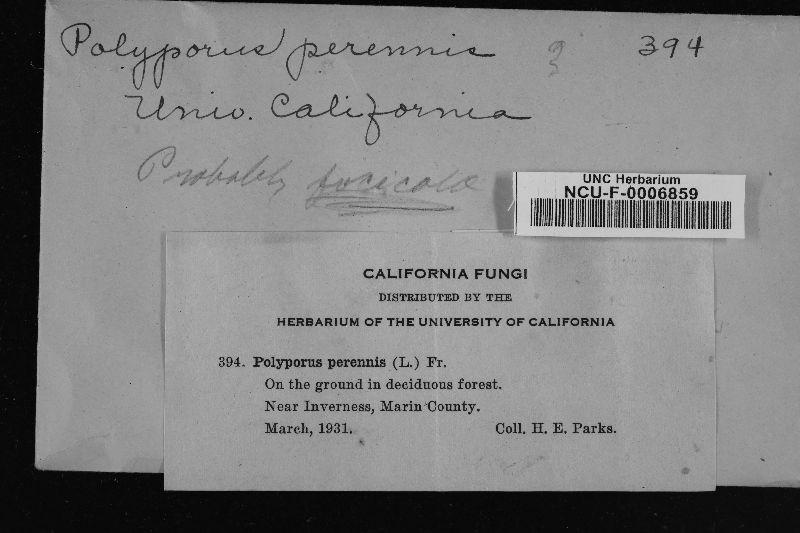 Polyporus perennis ? 394
Univ. California
Probably focicola
UNC Herbarium
NCU-F-0006859
CALIFORNIA FUNGI
DISTRIBUTED BY THE
HERBARIUM OF THE UNIVERSITY OF CALIFORNIA
394. Polyporus perennis (L.) Fr.
On the ground in deciduous forest.
Near Inverness, Marin County.
March, 1931. Coll. H. E. Parks.